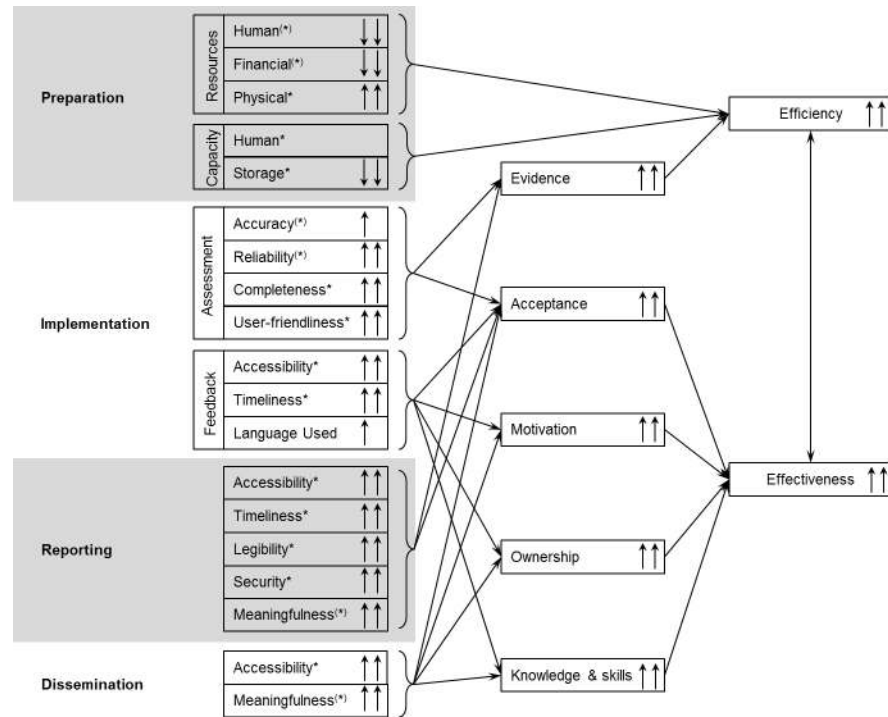 Preparation
Resources
Human(*) ↓↓
Financial(*) ↓↓
Physical* ↑↑
Capacity
Human*
Storage* ↓↓
Implementation
Assessment
Accuracy(*) ↑
Reliability(*) ↑↑
Completeness* ↑↑
User-friendliness* ↑↑
Feedback
Accessibility* ↑↑
Timeliness* ↑↑
Language Used ↑
Reporting
Accessibility* ↑↑
Timeliness* ↑↑
Legibility* ↑↑
Security* ↑↑
Meaningfulness(*) ↑↑
Dissemination
Accessibility* ↑↑
Meaningfulness(*) ↑↑
Evidence ↑↑
Acceptance ↑↑
Motivation ↑↑
Ownership ↑↑
Knowledge & skills ↑↑
Efficiency ↑↑
Effectiveness ↑↑